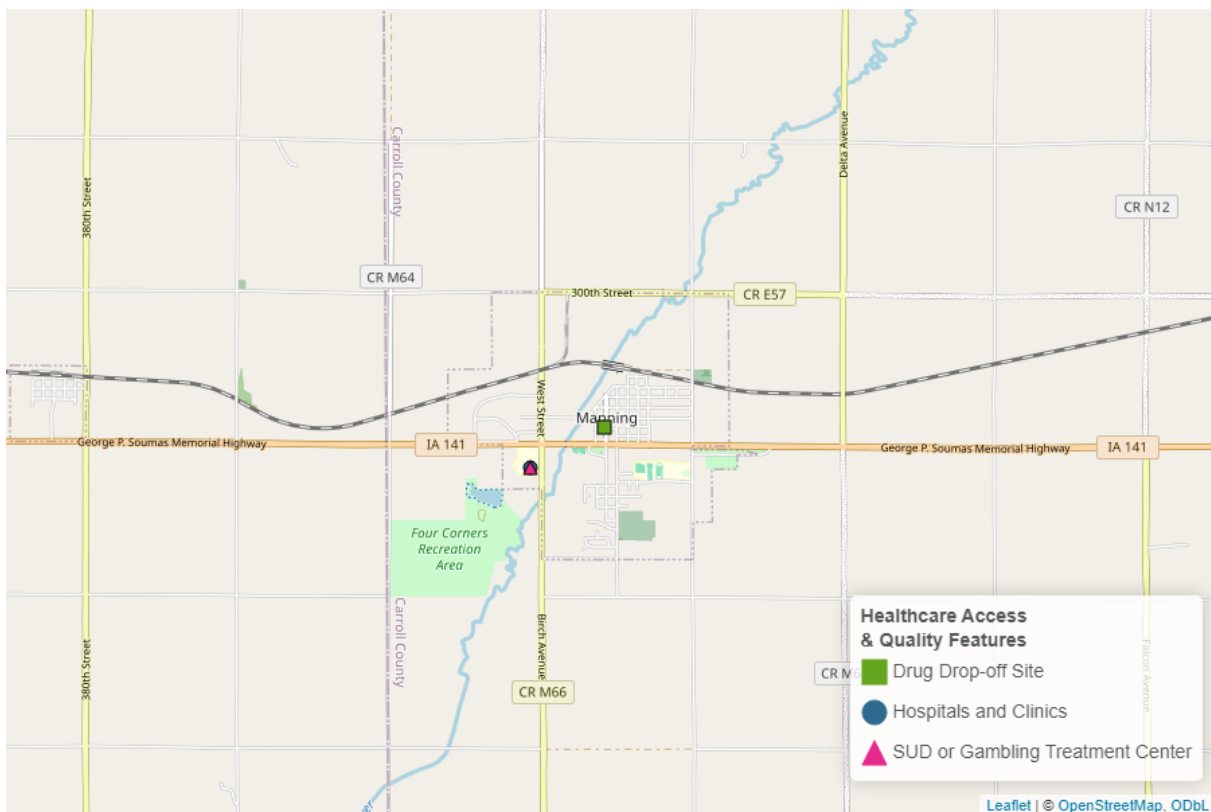 Carroll County
Delta Avenue
380th Street
CR N12
CR M64
300th Street
CR E57
West Street
Manning
George P. Soumas Memorial Highway
IA 141
George P. Soumas Memorial Highway
IA 141
Four Corners
Recreation
Area
Carroll County
Birch Avenue
380th Street
CR M66
Falcon Avenue
Healthcare Access
& Quality Features
Drug Drop-off Site
Hospitals and Clinics
SUD or Gambling Treatment Center
Leaflet | © OpenStreetMap, ODbL